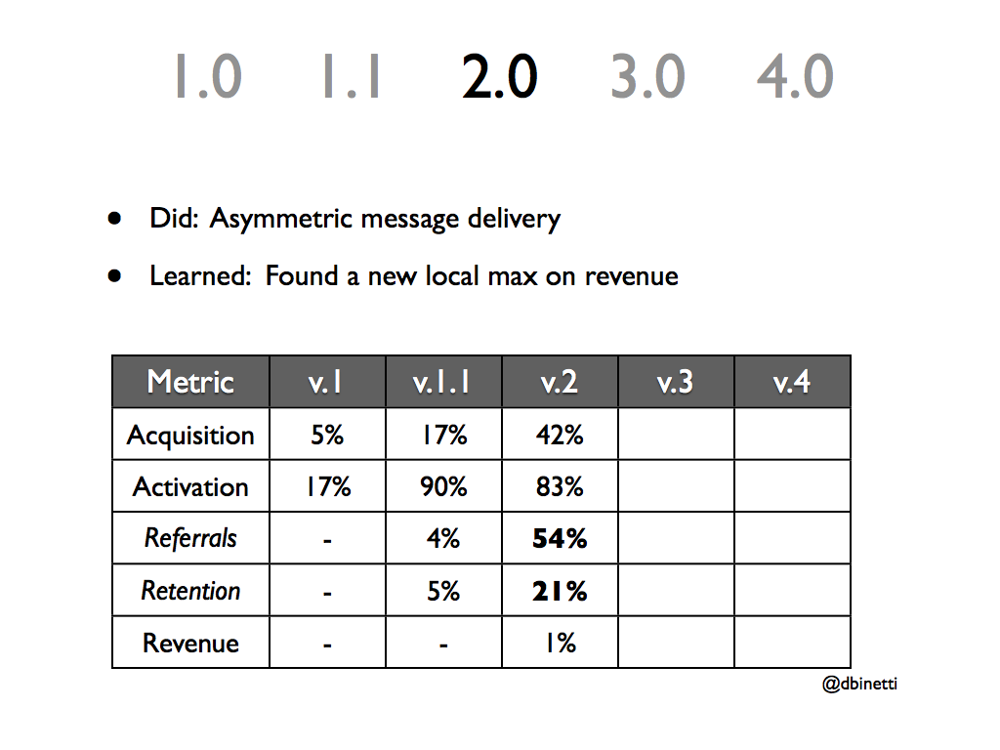 1.0 1.1 2.0 3.0 4.0
• Did: Asymmetric message delivery
• Learned: Found a new local max on revenue
Metric v.1 v.1.1 v.2 v.3 v.4
Acquisition 5% 17% 42%
Activation 17% 90% 83%
Referrals - 4% 54%
Retention - 5% 21%
Revenue - - 1%
@dbinetti